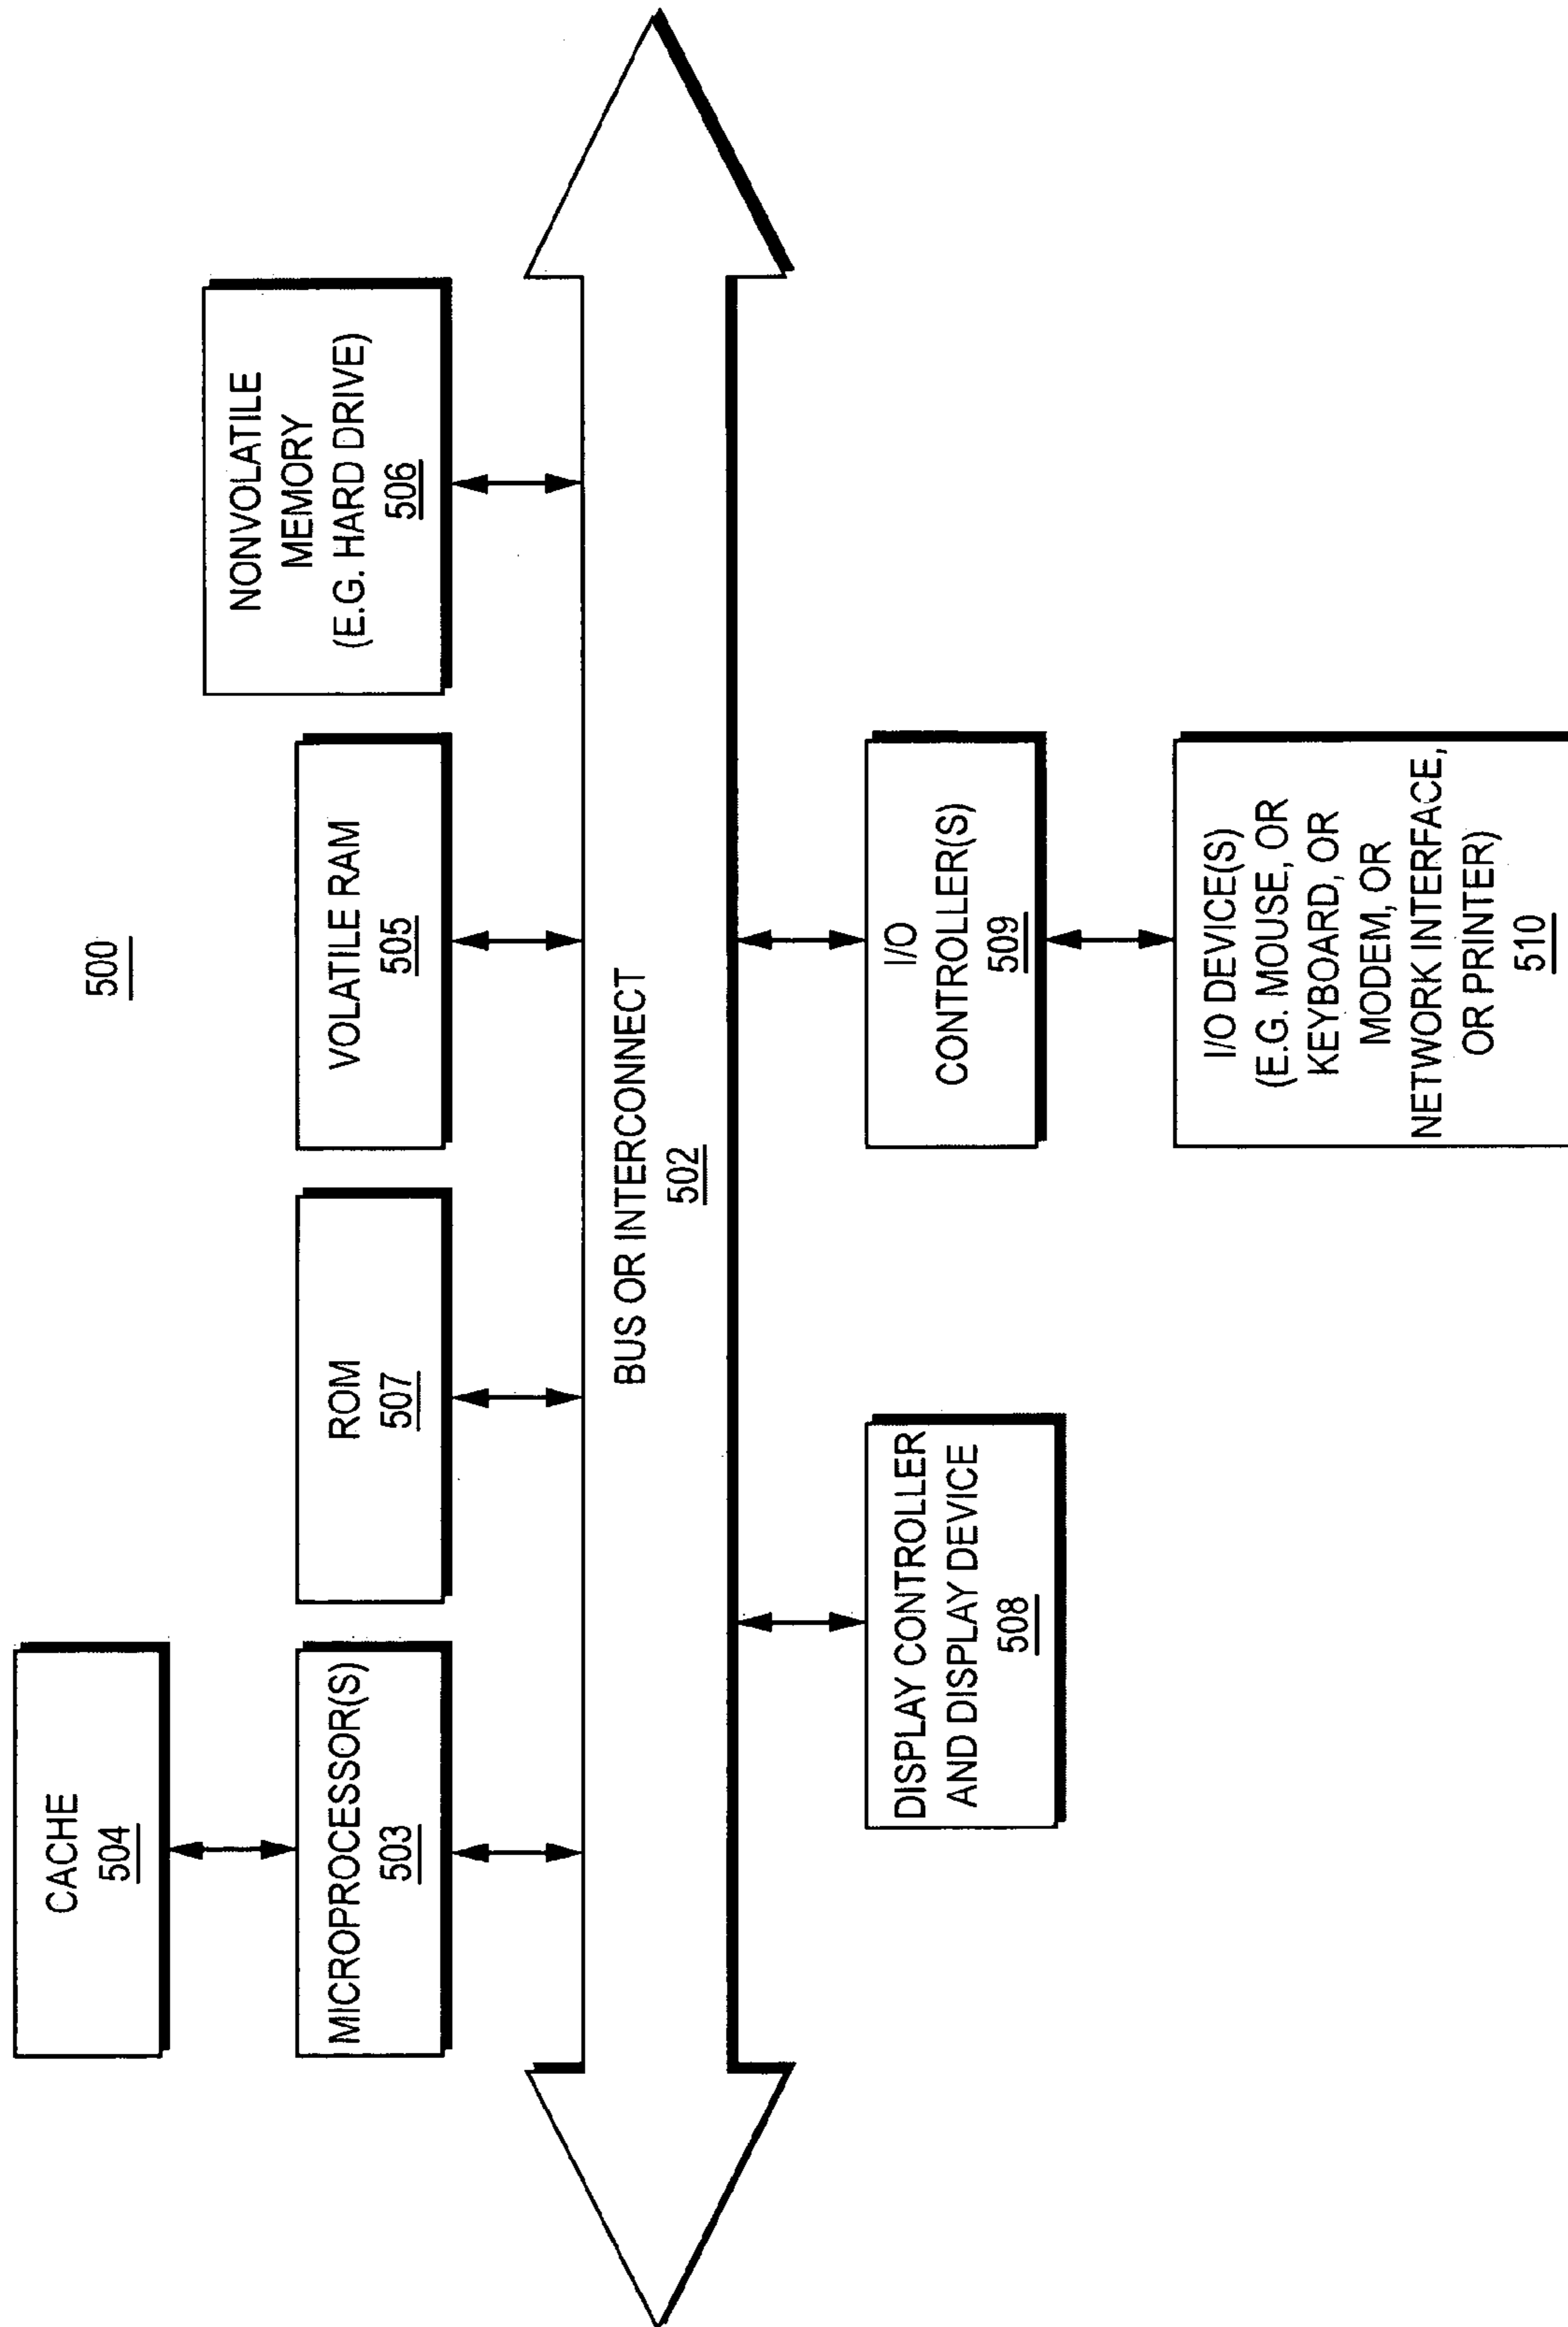 500
CACHE
504
MICROPROCESSOR(S)
503
ROM
507
VOLATILE RAM
505
NONVOLATILE
MEMORY
(E.G. HARD DRIVE)
506
BUS OR INTERCONNECT
502
DISPLAY CONTROLLER
AND DISPLAY DEVICE
508
I/O
CONTROLLER(S)
509
I/O DEVICE(S)
(E.G. MOUSE, OR
KEYBOARD, OR
MODEM, OR
NETWORK INTERFACE,
OR PRINTER)
510